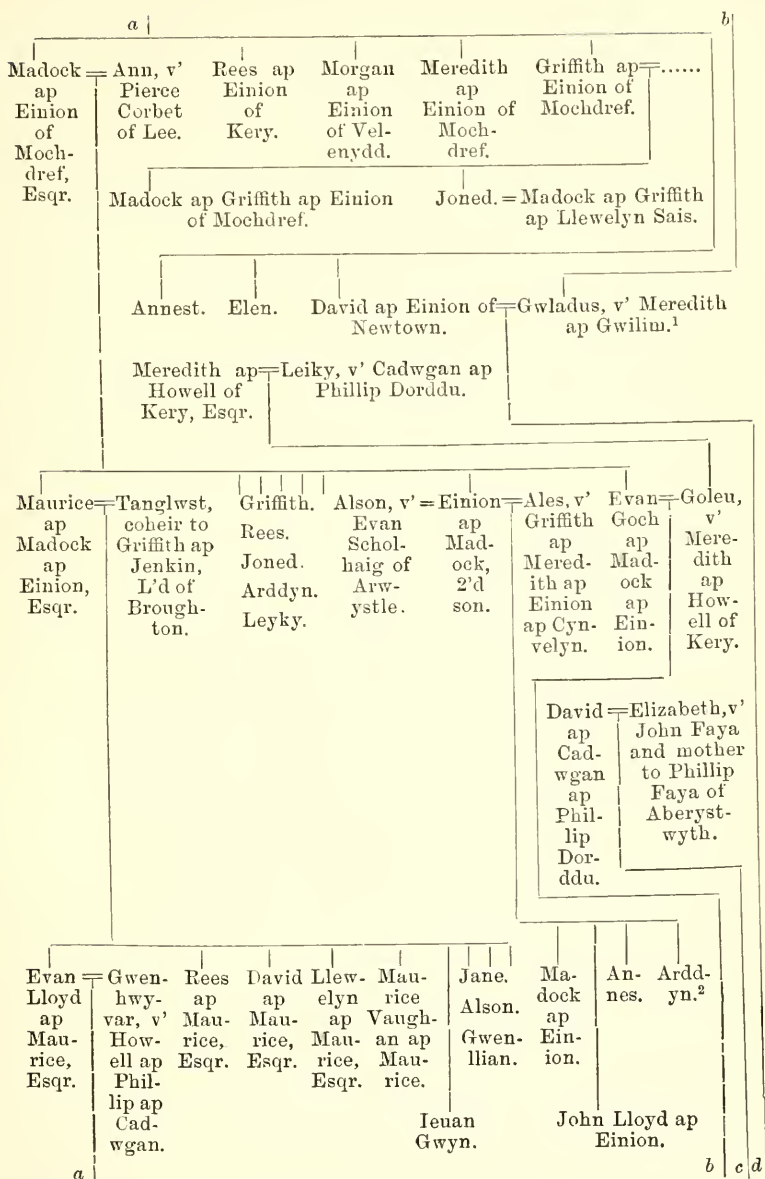 a
b
Madock =
ap
Einion
of
Moch-
dref,
Esqr.
Ann, v'
Pierce
Corbet
of Lee.
Rees ap
Einion
of
Kery.
Morgan
ap
Einion
of Vel-
enydd.
Meredith
ap
Einion of
Moch-
dref.
Griffith ap=......
Einion of
Mochdref.
Madock ap Griffith ap Einion
of Mochdref.
Joned. = Madock ap Griffith
ap Llewelyn Sais.
Annest.
Elen.
David ap Einion of=Gwladus, v' Meredith
Newtown.
ap Gwilim.¹
Meredith ap=Leiky, v' Cadwgan ap
Howell of
Kery, Esqr.
Phillip Dorddu.
Maurice=
ap
Madock
ap
Einion,
Esqr.
Tanglwst,
coheir to
Griffith ap
Jenkin,
L'd of
Brough-
ton.
Griffith.
Rees.
Joned.
Arddyn.
Leyky.
Alson, v' =
Evan
Schol-
haig of
Arw-
ystle.
Einion=
ap
Mad-
ock,
2'd
son.
Ales, v'
Griffith
ap
Mered-
ith ap
Einion
ap Cyn-
velyn.
Evan=
Goch
ap
Mad-
ock
ap
Ein-
ion.
Goleu,
v'
Mere-
dith
ap
How-
ell of
Kery.
David =
ap
Cad-
wgan
ap
Phil-
lip
Dor-
ddu.
Elizabeth, v'
John Faya
and mother
to Phillip
Faya of
Aberyst-
wyth.
Evan =
Lloyd
ap
Mau-
rice,
Esqr.
Gwen-
hwy-
var, v'
How-
ell ap
Phil-
lip ap
Cad-
wgan.
Rees
ap
Mau-
rice,
Esqr.
David
ap
Mau-
rice,
Esqr.
Llew-
elyn
ap
Mau-
rice,
Esqr.
Mau-
rice
Vaugh-
an ap
Mau-
rice.
Jane.
Alson.
Gwen-
llian.
Ma-
dock
ap
Ein-
ion.
An-
nes.
Ardd-
yn.²
Ieuan
Gwyn.
John Lloyd ap
Einion.
a
b
c
d